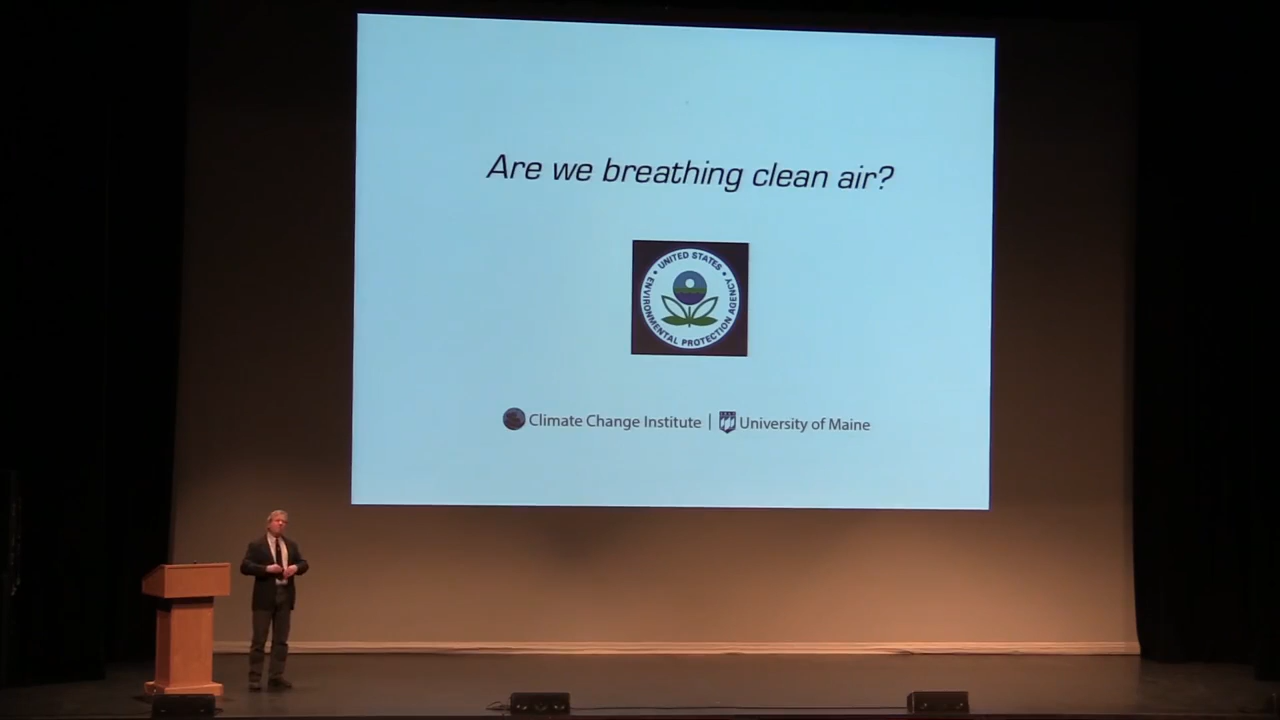 Are we breathing clean air?
UNITED STATES
ENVIRONMENTAL PROTECTION AGENCY
Climate Change Institute | University of Maine